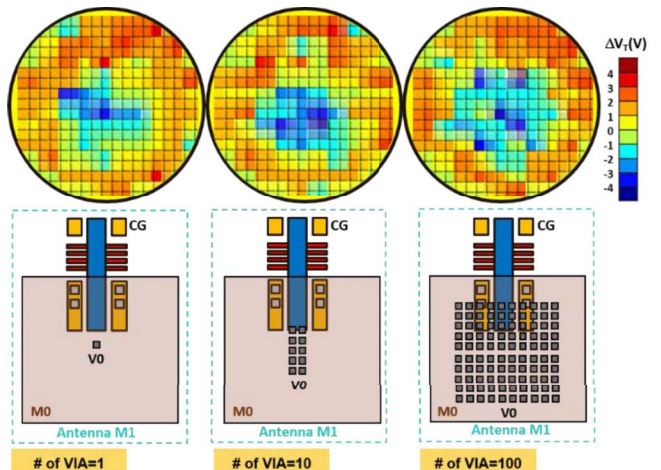 ΔVT(V)
4
3
2
1
0
-1
-2
-3
-4
CG
V0
M0
Antenna M1
# of VIA=1
CG
V0
M0
Antenna M1
# of VIA=10
CG
M0
V0
Antenna M1
# of VIA=100